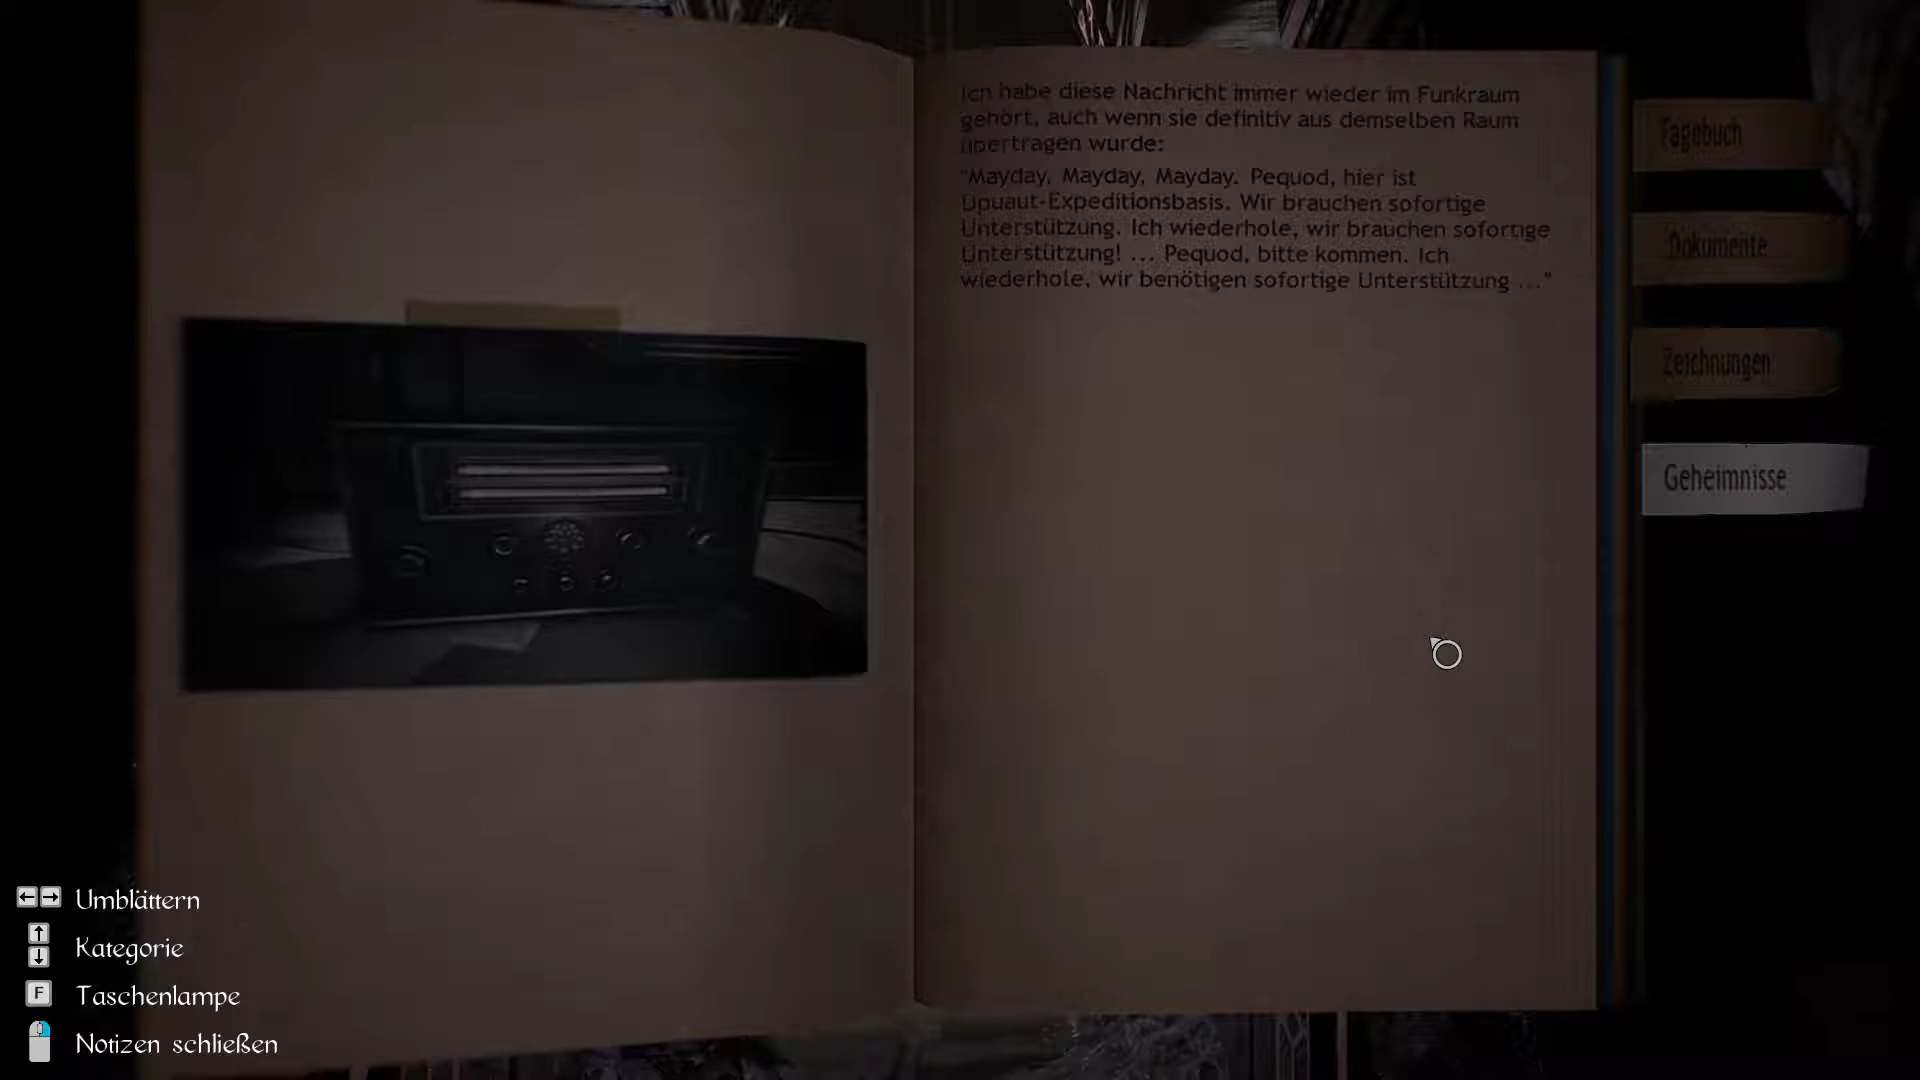 Ich habe diese Nachricht immer wieder im Funkraum
gehört, auch wenn sie definitiv aus demselben Raum
übertragen wurde:
"Mayday, Mayday, Mayday. Pequod, hier ist
Upuaut-Expeditionsbasis. Wir brauchen sofortige
Unterstützung. Ich wiederhole, wir brauchen sofortige
Unterstützung! ... Pequod, bitte kommen. Ich
wiederhole, wir benötigen sofortige Unterstützung ..."
Tagebuch
Dokumente
Zeichnungen
Geheimnisse
Umblättern
Kategorie
F Taschenlampe
Notizen schließen